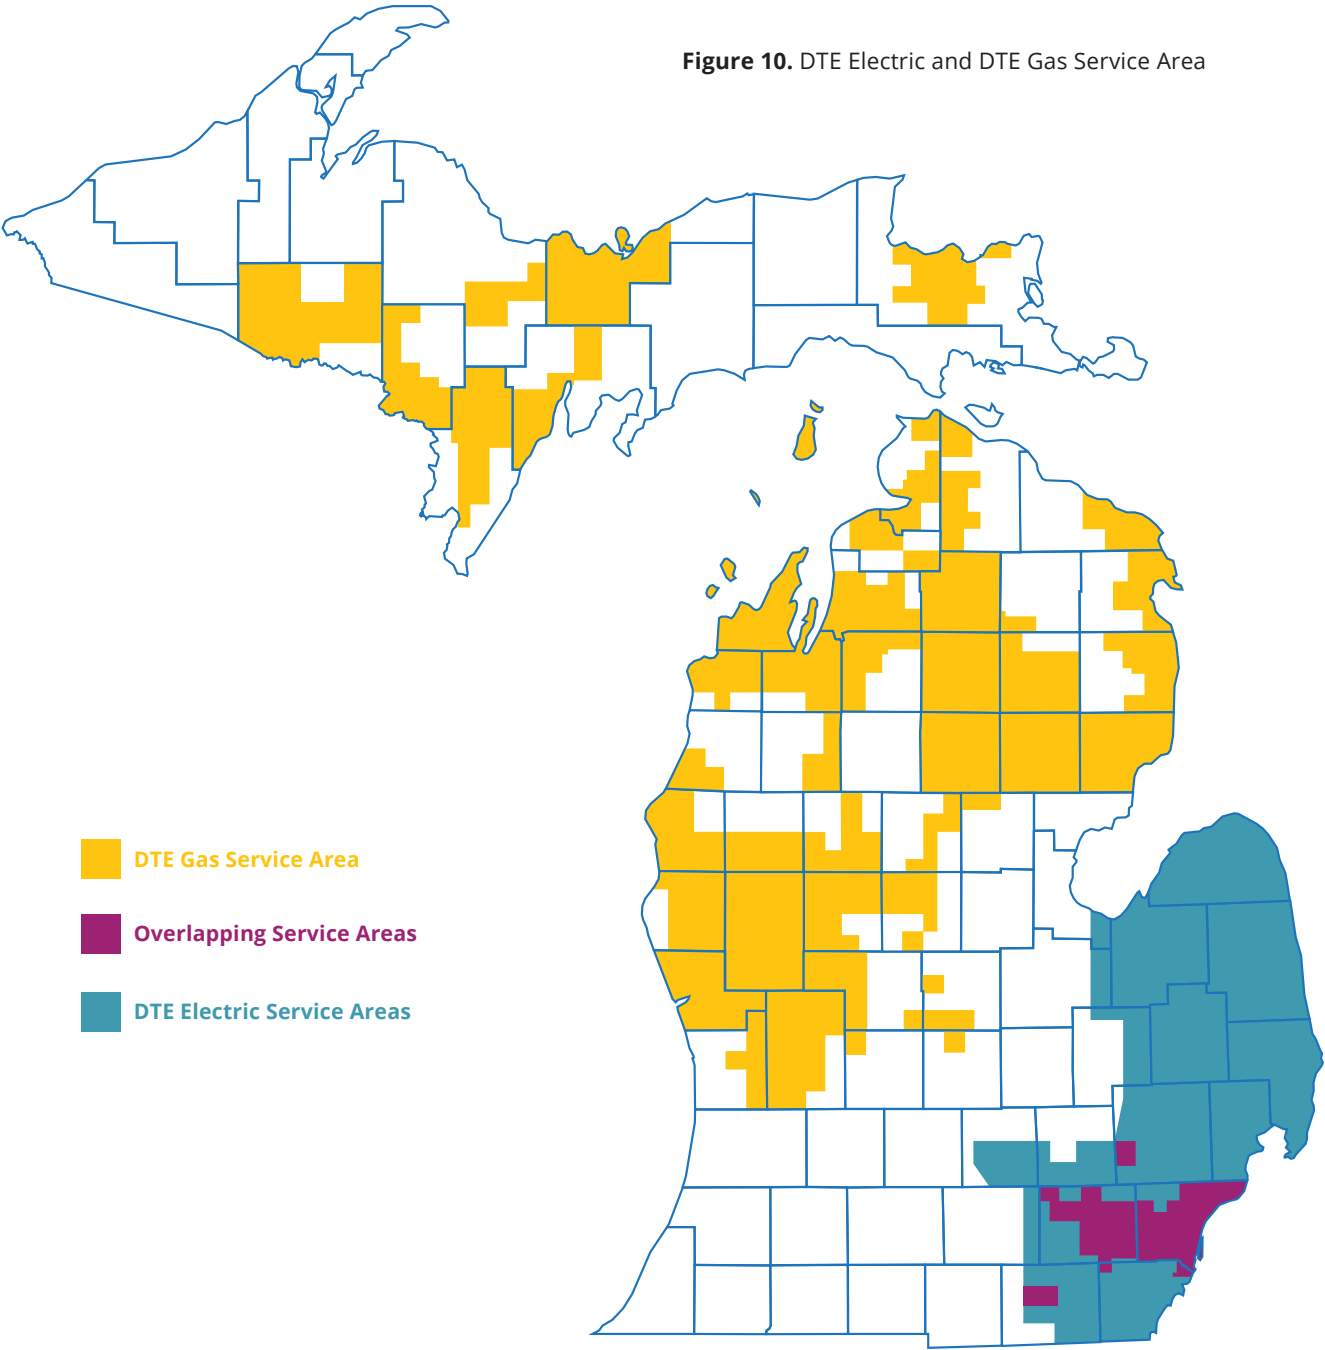 Figure 10. DTE Electric and DTE Gas Service Area
DTE Gas Service Area
Overlapping Service Areas
DTE Electric Service Areas